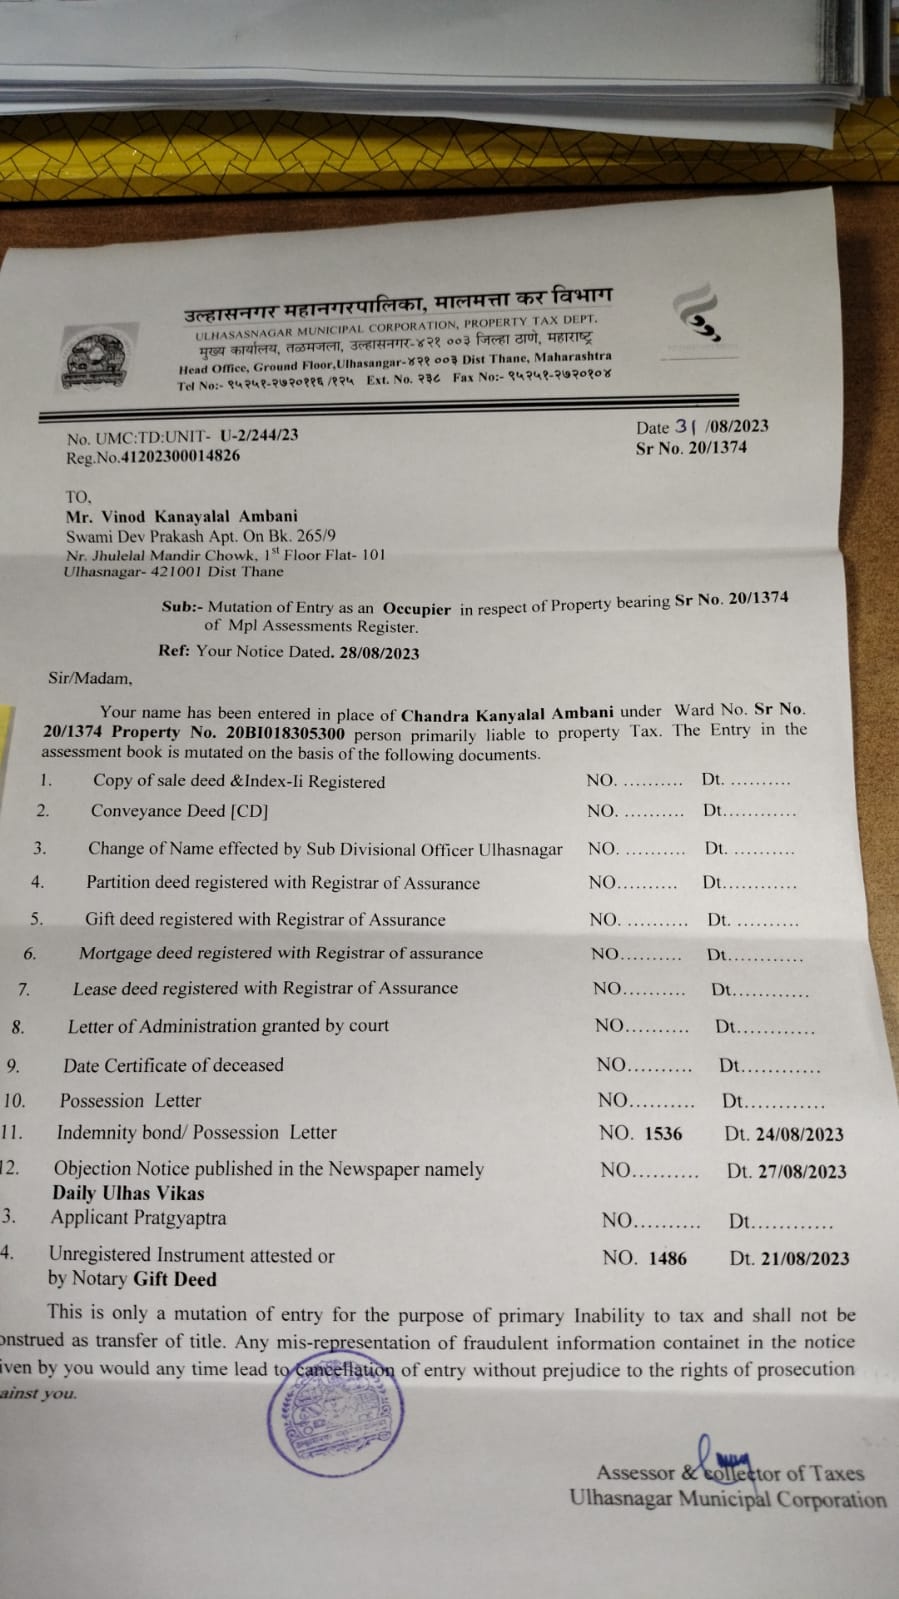 उल्हासनगर महानगरपालिका, मालमत्ता कर विभाग
ULHASASNAGAR MUNICIPAL CORPORATION, PROPERTY TAX DEPT.
मुख्य कार्यालय, तळमजला, उल्हासनगर-४२१ ००३ जिल्हा ठाणे, महाराष्ट्र
Head Office, Ground Floor,Ulhasangar-४२१ ००३ Dist Thane, Maharashtra
Tel No:- ९५२५१-२७२०११६ /१२५ Ext. No. २३८ Fax No:- ९५२५१-२७२०१०४
No. UMC:TD:UNIT- U-2/244/23
Date 31 /08/2023
Reg.No.41202300014826
Sr No. 20/1374
TO,
Mr. Vinod Kanayalal Ambani
Swami Dev Prakash Apt. On Bk. 265/9
Nr. Jhulelal Mandir Chowk, 1st Floor Flat- 101
Ulhasnagar- 421001 Dist Thane
Sub:- Mutation of Entry as an Occupier in respect of Property bearing Sr No. 20/1374
of Mpl Assessments Register.
Ref: Your Notice Dated. 28/08/2023
Sir/Madam,
Your name has been entered in place of Chandra Kanyalal Ambani under Ward No. Sr No.
20/1374 Property No. 20BI018305300 person primarily liable to property Tax. The Entry in the
assessment book is mutated on the basis of the following documents.
1. Copy of sale deed &Index-Ii Registered NO. .......... Dt. ..........
2. Conveyance Deed [CD] NO. .......... Dt............
3. Change of Name effected by Sub Divisional Officer Ulhasnagar NO. .......... Dt. ..........
4. Partition deed registered with Registrar of Assurance NO.......... Dt............
5. Gift deed registered with Registrar of Assurance NO. .......... Dt. ..........
6. Mortgage deed registered with Registrar of assurance NO.......... Dt............
7. Lease deed registered with Registrar of Assurance NO.......... Dt............
8. Letter of Administration granted by court NO.......... Dt............
9. Date Certificate of deceased NO.......... Dt............
10. Possession Letter NO.......... Dt............
11. Indemnity bond/ Possession Letter NO. 1536 Dt. 24/08/2023
12. Objection Notice published in the Newspaper namely NO.......... Dt. 27/08/2023
Daily Ulhas Vikas
3. Applicant Pratgyaptra NO.......... Dt............
4. Unregistered Instrument attested or NO. 1486 Dt. 21/08/2023
by Notary Gift Deed
This is only a mutation of entry for the purpose of primary Inability to tax and shall not be
onstrued as transfer of title. Any mis-representation of fraudulent information containet in the notice
iven by you would any time lead to cancellation of entry without prejudice to the rights of prosecution
ainst you.
Assessor & collector of Taxes
Ulhasnagar Municipal Corporation